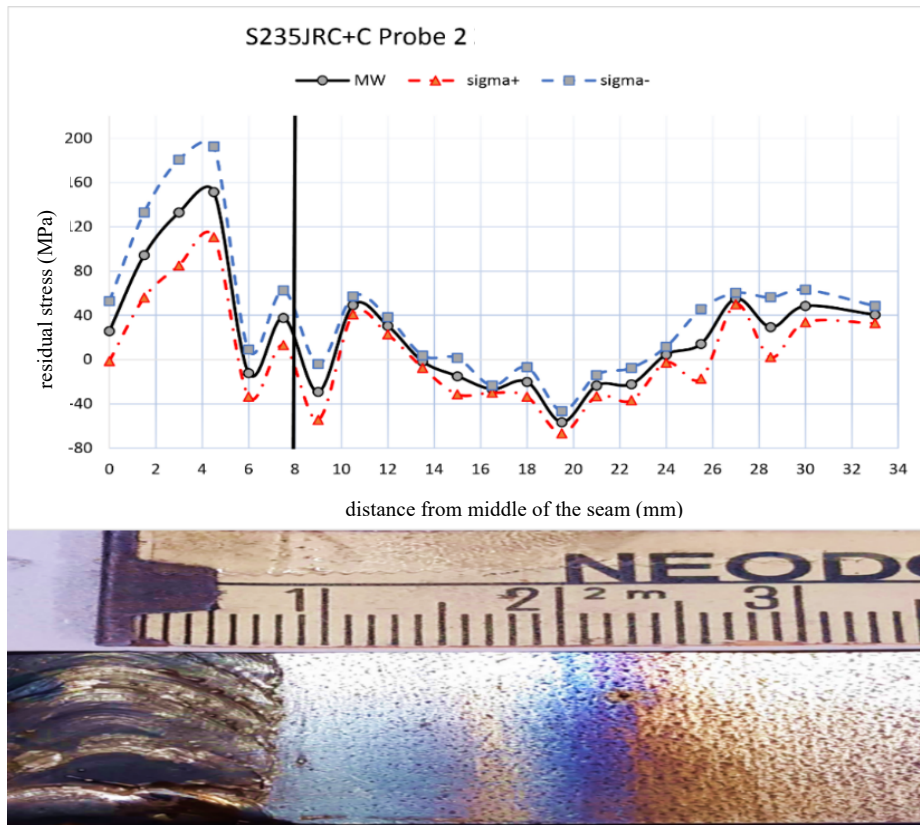 S235JRC+C Probe 2
MW sigma+ sigma-
200
160
120
80
40
0
-40
-80
residual stress (MPa)
0 2 4 6 8 10 12 14 16 18 20 22 24 26 28 30 32 34
distance from middle of the seam (mm)
NEOD
1 2 2 m 3